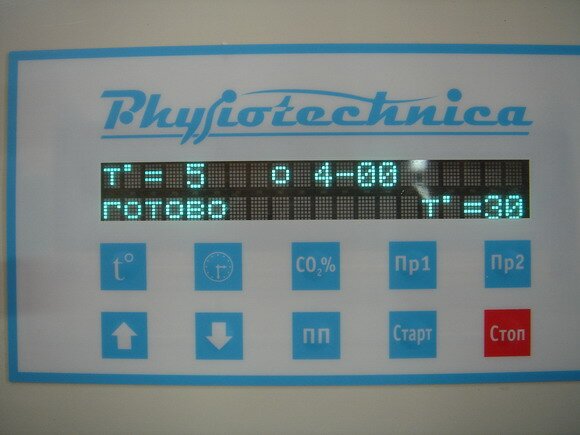 Physiotechnica
т°= 5 о 4-00
готово т°=30
t° CO₂% Пр1 Пр2
ПП Старт Стоп